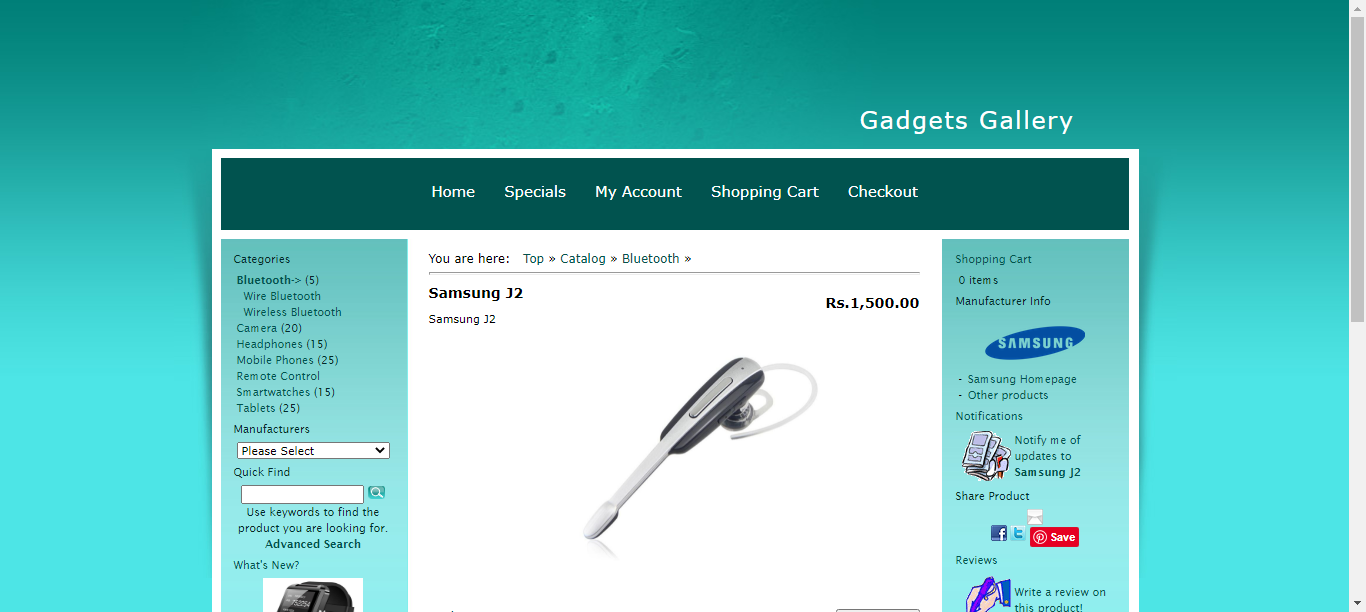 Gadgets Gallery
Home Specials My Account Shopping Cart Checkout
Categories
Bluetooth-> (5)
Wire Bluetooth
Wireless Bluetooth
Camera (20)
Headphones (15)
Mobile Phones (25)
Remote Control
Smartwatches (15)
Tablets (25)
Manufacturers
Please Select
Quick Find
Use keywords to find the
product you are looking for.
Advanced Search
What's New?
You are here: Top » Catalog » Bluetooth »
Samsung J2
Rs.1,500.00
Samsung J2
Shopping Cart
0 items
Manufacturer Info
SAMSUNG
- Samsung Homepage
- Other products
Notifications
Notify me of
updates to
Samsung J2
Share Product
Save
Reviews
Write a review on
this product!